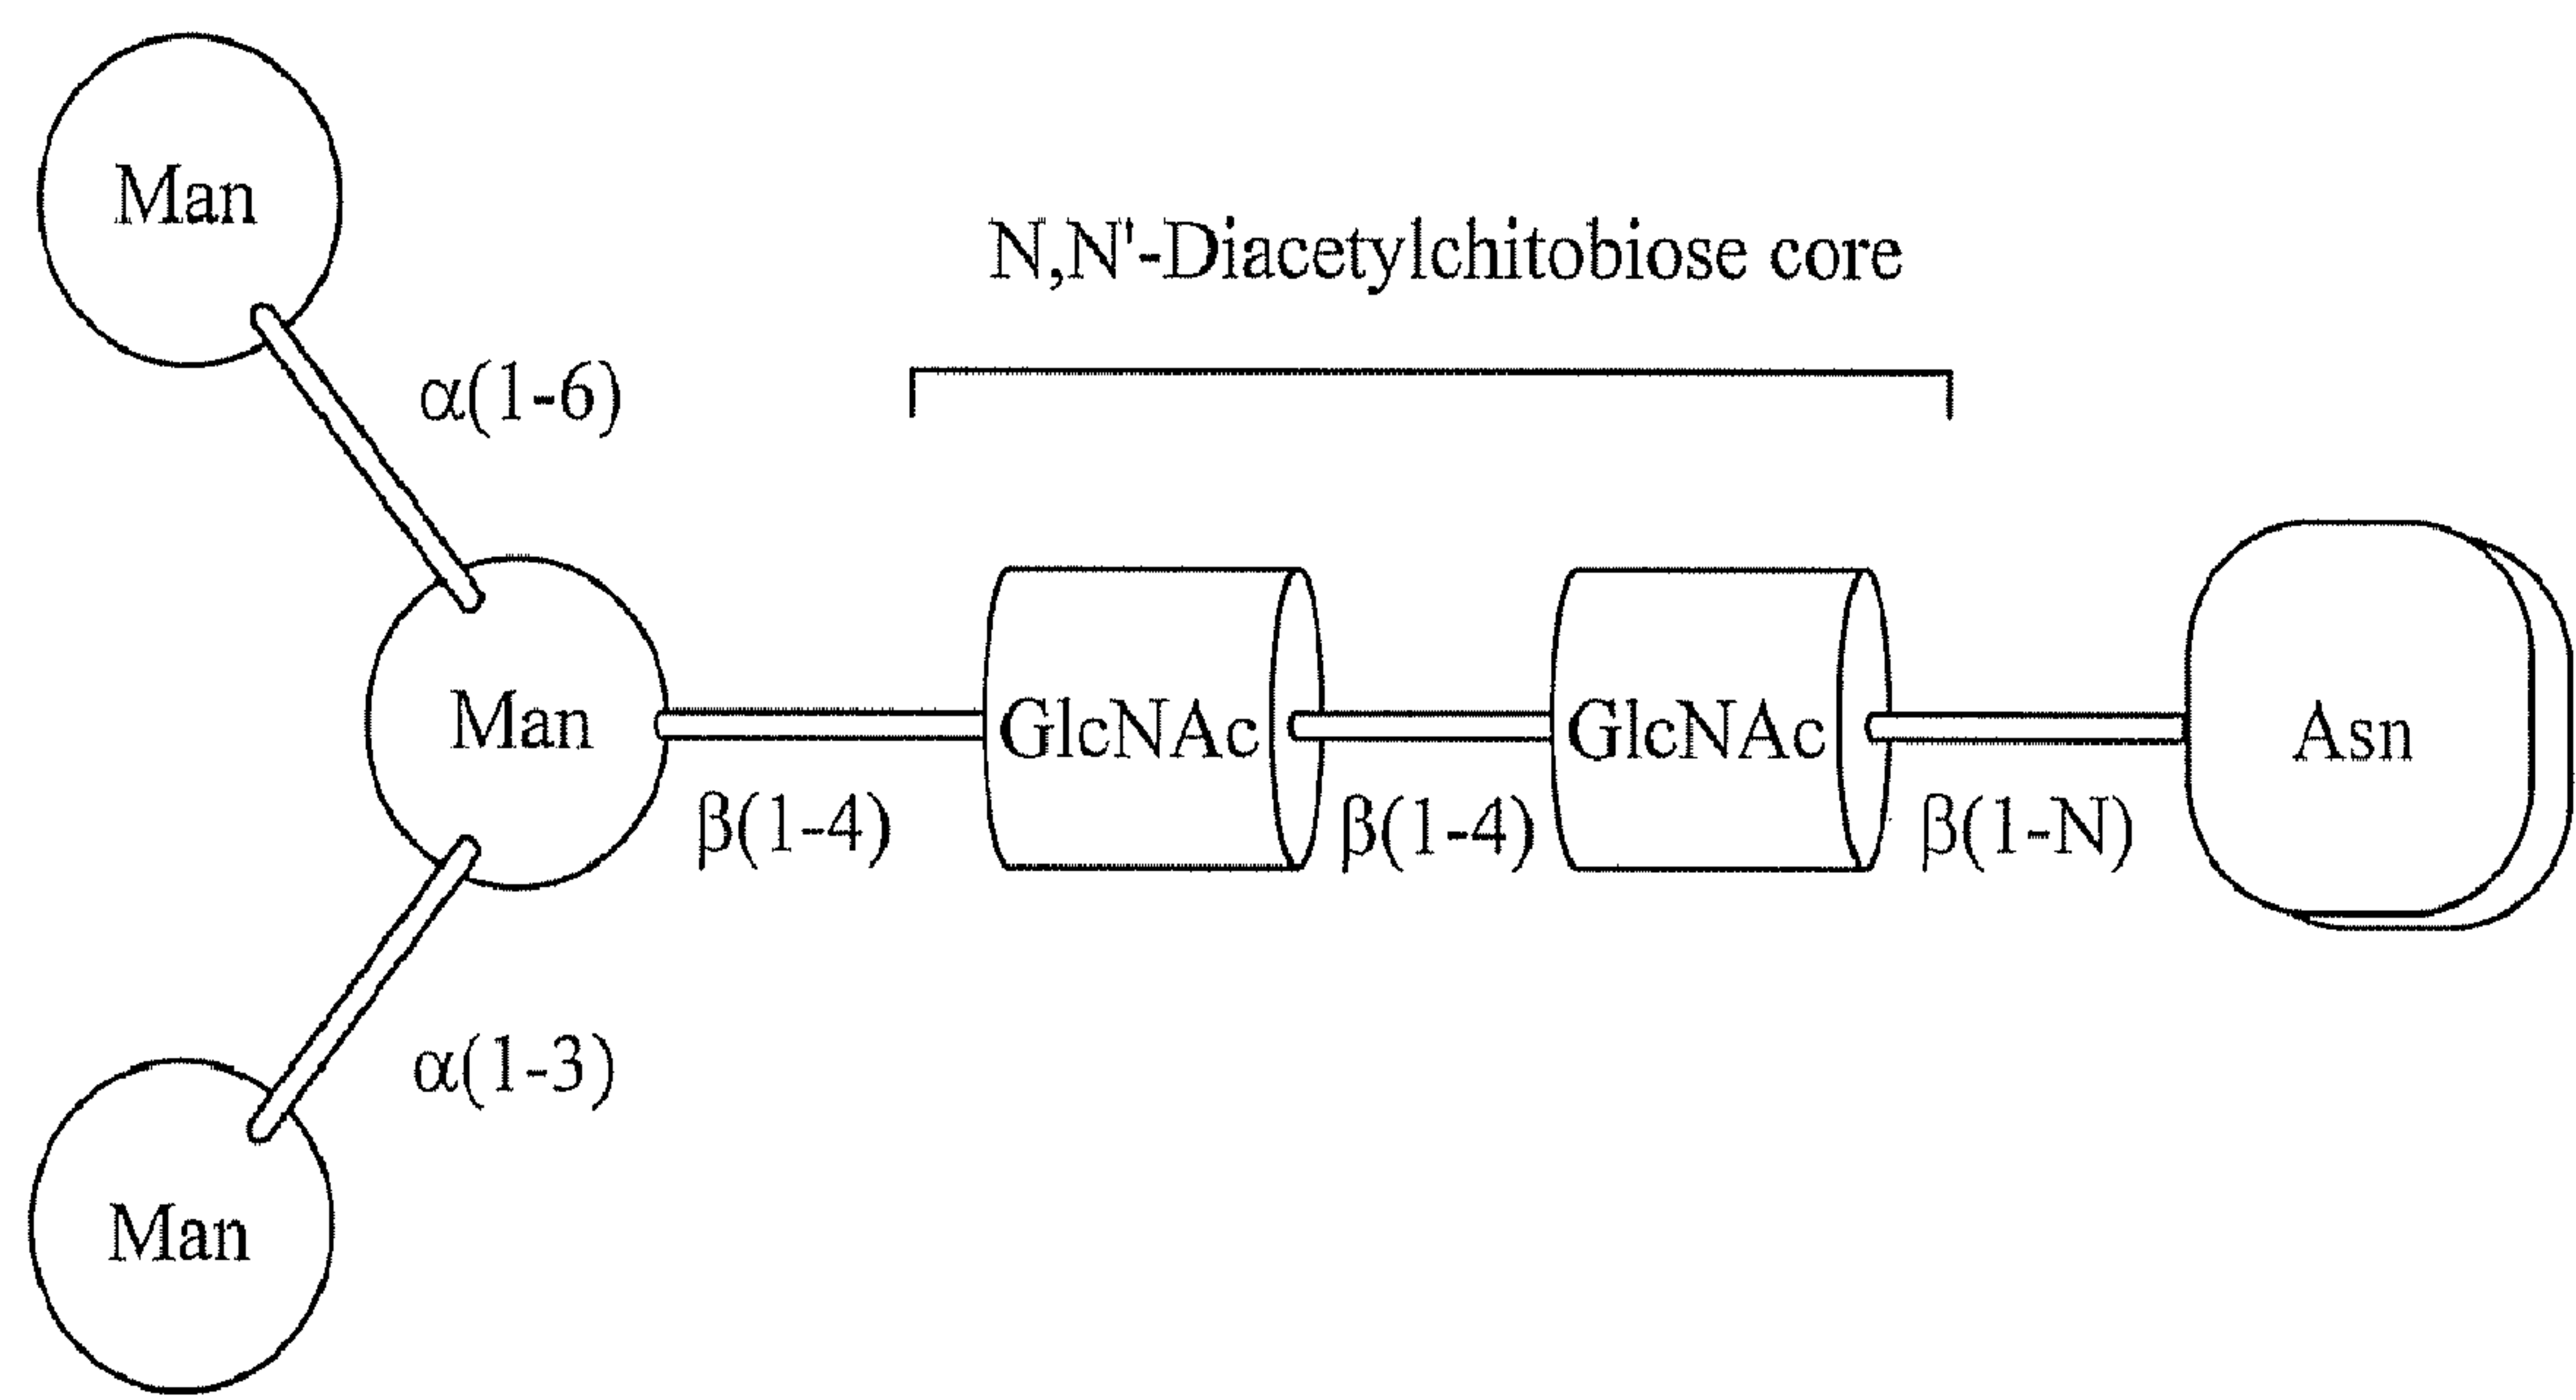 Man
N,N'-Diacetylchitobiose core
α(1-6)
Man
GlcNAc
GlcNAc
Asn
β(1-4)
β(1-4)
β(1-N)
α(1-3)
Man